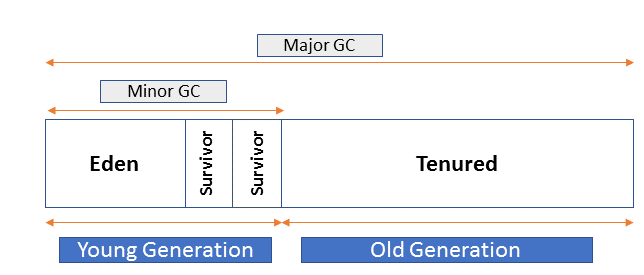 Major GC
Minor GC
Eden
Survivor
Survivor
Tenured
Young Generation
Old Generation